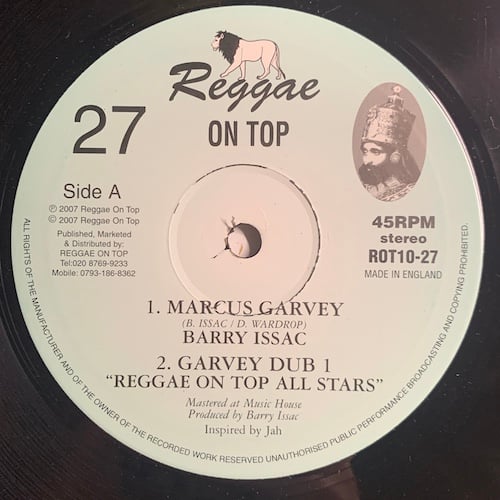 Reggae
ON TOP
27
Side A
℗ 2007 Reggae On Top
© 2007 Reggae On Top
Published, Marketed
& Distributed by:
REGGAE ON TOP
Tel:020 8769-9233
Mobile: 0793-186-8362
45RPM
stereo
ROT10-27
MADE IN ENGLAND
1. MARCUS GARVEY
(B. ISSAC / D. WARDROP)
BARRY ISSAC
2. GARVEY DUB 1
“REGGAE ON TOP ALL STARS”
Mastered at Music House
Produced by Barry Issac
Inspired by Jah
ALL RIGHTS OF THE MANUFACTURER AND OF THE OWNER OF THE RECORDED WORK RESERVED UNAUTHORISED PUBLIC PERFORMANCE BROADCASTING AND COPYING PROHIBITED.